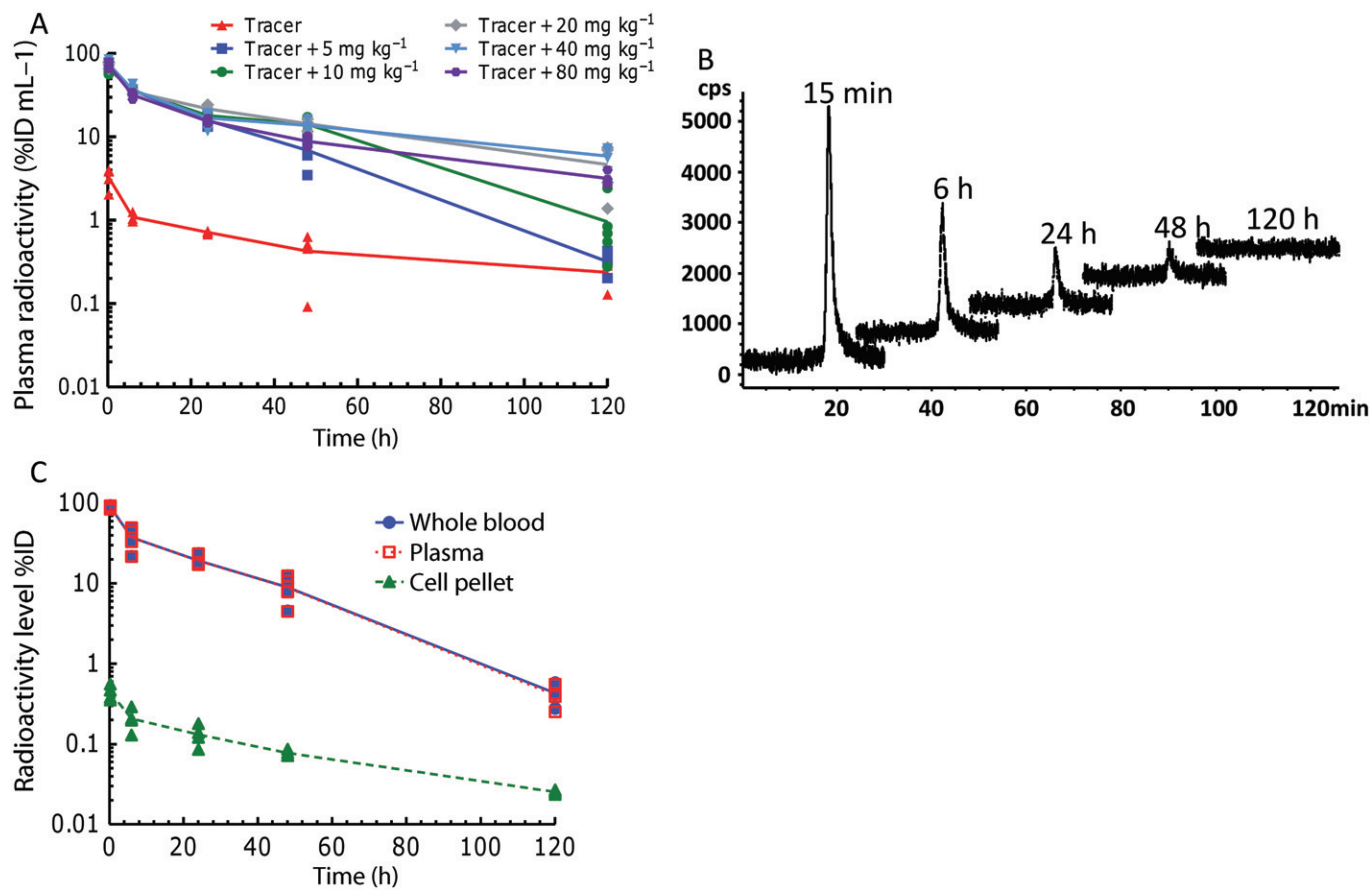 A
Tracer
Tracer + 5 mg kg⁻¹
Tracer + 10 mg kg⁻¹
Tracer + 20 mg kg⁻¹
Tracer + 40 mg kg⁻¹
Tracer + 80 mg kg⁻¹
Plasma radioactivity (%ID mL−1)
100
10
1
0.1
0.01
0 20 40 60 80 100 120
Time (h)
B
cps
5000
4000
3000
2000
1000
0
15 min
6 h
24 h
48 h
120 h
20 40 60 80 100 120min
C
Whole blood
Plasma
Cell pellet
Radioactivity level %ID
100
10
1
0.1
0.01
0 20 40 60 80 100 120
Time (h)